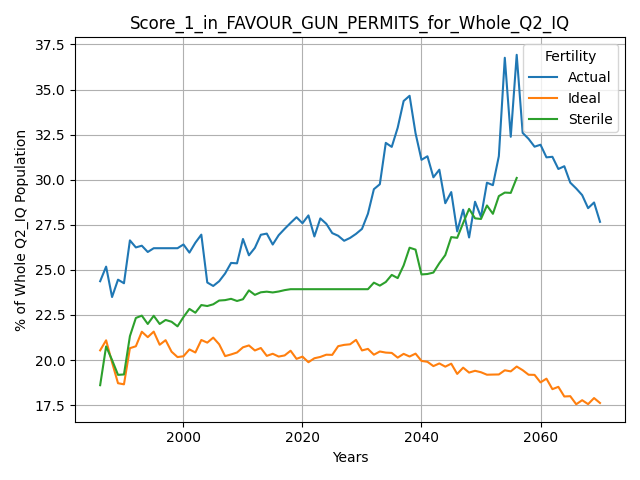 Score_1_in_FAVOUR_GUN_PERMITS_for_Whole_Q2_IQ
Fertility
Actual
Ideal
Sterile
% of Whole Q2_IQ Population
37.5
35.0
32.5
30.0
27.5
25.0
22.5
20.0
17.5
2000
2020
2040
2060
Years